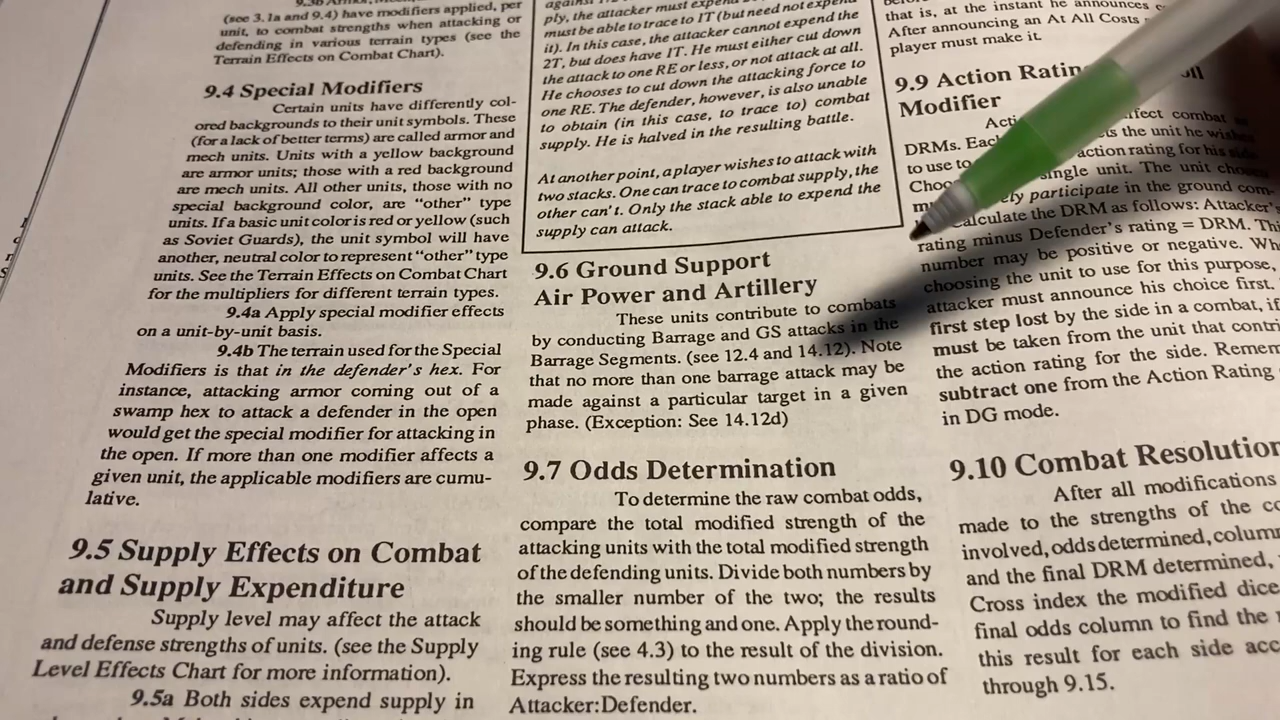 (see 3.1a and 9.4) have modifiers applied, per
unit, to combat strengths when attacking or
defending in various terrain types (see the
Terrain Effects on Combat Chart).
9.4 Special Modifiers
Certain units have differently col-
ored backgrounds to their unit symbols. These
(for a lack of better terms) are called armor and
mech units. Units with a yellow background
are armor units; those with a red background
are mech units. All other units, those with no
special background color, are “other” type
units. If a basic unit color is red or yellow (such
as Soviet Guards), the unit symbol will have
another, neutral color to represent “other” type
units. See the Terrain Effects on Combat Chart
for the multipliers for different terrain types.
9.4a Apply special modifier effects
on a unit-by-unit basis.
9.4b The terrain used for the Special
Modifiers is that in the defender's hex. For
instance, attacking armor coming out of a
swamp hex to attack a defender in the open
would get the special modifier for attacking in
the open. If more than one modifier affects a
given unit, the applicable modifiers are cumu-
lative.
9.5 Supply Effects on Combat
and Supply Expenditure
Supply level may affect the attack
and defense strengths of units. (see the Supply
Level Effects Chart for more information).
9.5a Both sides expend supply in
ply, the attacker must expend
must be able to trace to 1T (but need not expend
it). In this case, the attacker cannot expend the
2T, but does have 1T. He must either cut down
the attack to one RE or less, or not attack at all.
He chooses to cut down the attacking force to
one RE. The defender, however, is also unable
to obtain (in this case, to trace to) combat
supply. He is halved in the resulting battle.
At another point, a player wishes to attack with
two stacks. One can trace to combat supply, the
other can't. Only the stack able to expend the
supply can attack.
9.6 Ground Support
Air Power and Artillery
These units contribute to combats
by conducting Barrage and GS attacks in the
Barrage Segments. (see 12.4 and 14.12). Note
that no more than one barrage attack may be
made against a particular target in a given
phase. (Exception: See 14.12d)
9.7 Odds Determination
To determine the raw combat odds,
compare the total modified strength of the
attacking units with the total modified strength
of the defending units. Divide both numbers by
the smaller number of the two; the results
should be something and one. Apply the round-
ing rule (see 4.3) to the result of the division.
Express the resulting two numbers as a ratio of
Attacker:Defender.
that is, at the instant he announces
After announcing an At All Costs
player must make it.
9.9 Action
Modifier
combat
DRMs. the unit he wishes
to use to action rating for his side
single unit. The unit
participate in the ground com-
Calculate the DRM as follows: Attacker's
rating minus Defender's rating = DRM.
number may be positive or negative.
choosing the unit to use for this purpose,
attacker must announce his choice first.
first step lost by the side in a combat, if
must be taken from the unit that
the action rating for the side.
subtract one from the Action Rating
in DG mode.
9.10 Combat Resolution
After all modifications
made to the strengths of the
involved, odds determined,
and the final DRM determined,
Cross index the modified dice
final odds column to find the
this result for each side
through 9.15.